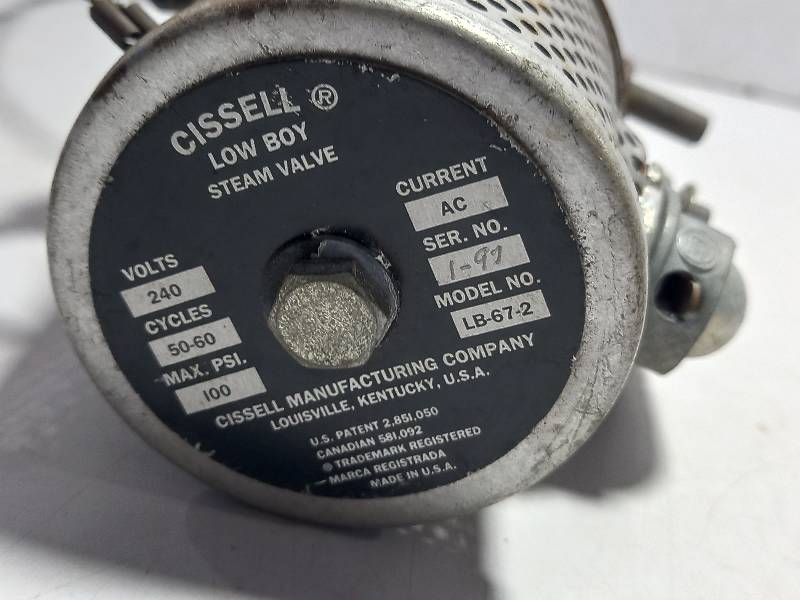 CISSELL ®
LOW BOY
STEAM VALVE
VOLTS
240
CYCLES
50-60
MAX. PSI.
100
CURRENT
AC
SER. NO.
1-97
MODEL NO.
LB-67-2
CISSELL MANUFACTURING COMPANY
LOUISVILLE, KENTUCKY, U.S.A.
U.S. PATENT 2.851.050
CANADIAN 581.092
® TRADEMARK REGISTERED
MARCA REGISTRADA
MADE IN U.S.A.